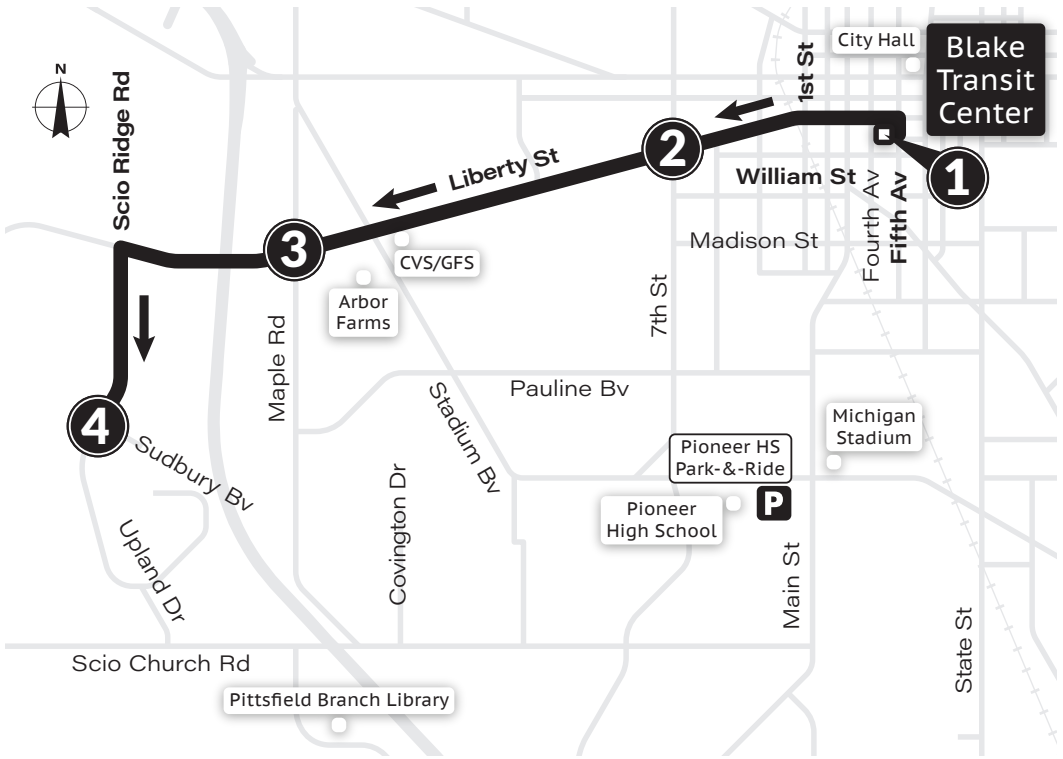 N
City Hall
Blake
Transit
Center
1st St
Scio Ridge Rd
2
Liberty St
William St
1
Fourth Av
Fifth Av
3
Madison St
CVS/GFS
Arbor
Farms
7th St
Maple Rd
Pauline Bv
4
Stadium Bv
Michigan
Stadium
Sudbury Bv
Pioneer HS
Park-&-Ride
P
Pioneer
High School
Covington Dr
Upland Dr
Main St
State St
Scio Church Rd
Pittsfield Branch Library